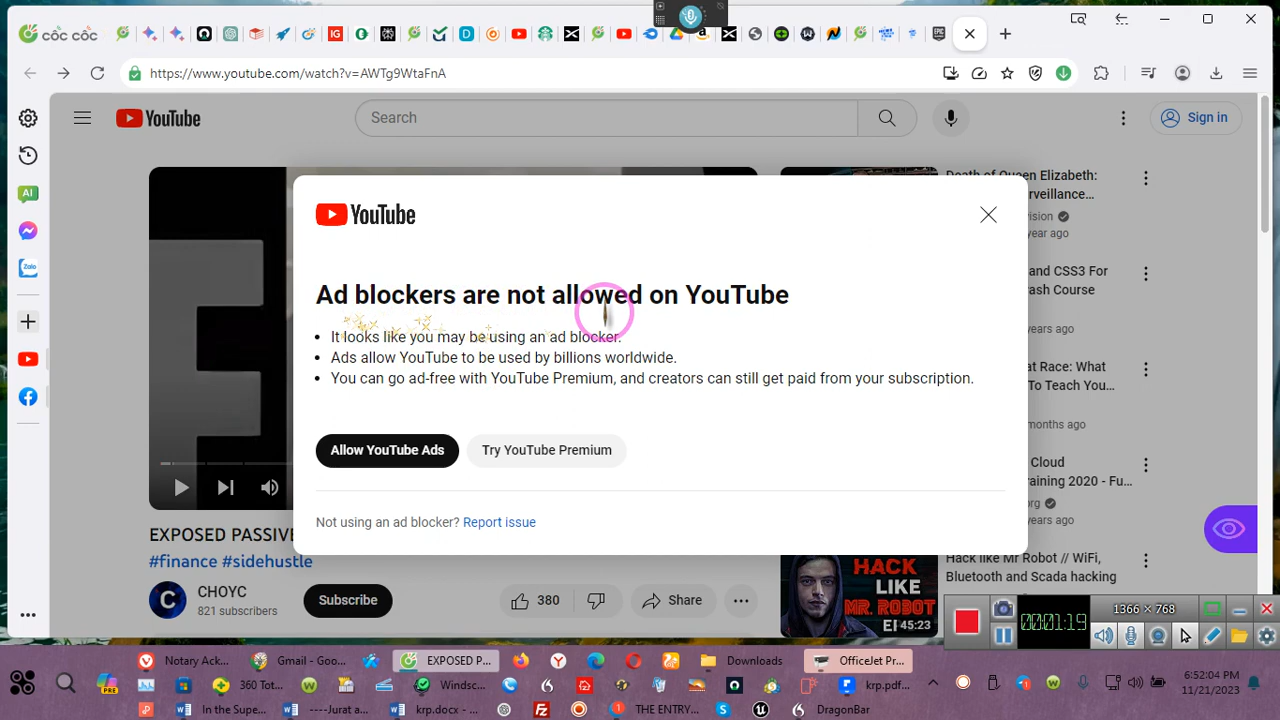 cốc cốc
https://www.youtube.com/watch?v=AWTg9WtaFnA
YouTube
Search
Sign in
YouTube
Ad blockers are not allowed on YouTube
It looks like you may be using an ad blocker.
Ads allow YouTube to be used by billions worldwide.
You can go ad-free with YouTube Premium, and creators can still get paid from your subscription.
Allow YouTube Ads
Try YouTube Premium
Not using an ad blocker? Report issue
EXPOSED PASSIVE
#finance #sidehustle
CHOYC
821 subscribers
Subscribe
380
Share
Death of Queen Elizabeth:
year ago
and CSS3 For
years ago
at Race: What
To Teach You...
months ago
Cloud
raining 2020 - Fu...
years ago
Hack like Mr Robot // WiFi,
Bluetooth and Scada hacking
HACK
LIKE
MR. ROBOT
45:23
1366 × 768
00:01:19
AI
Zalo
Notary Ack...
Gmail - Goo...
EXPOSED P...
Downloads
OfficeJet Pr...
PRE
360 Tot...
Windsc...
krp.pdf...
In the Supe...
----Jurat a...
krp.docx - ...
THE ENTRY...
DragonBar
6:52:04 PM
11/21/2023